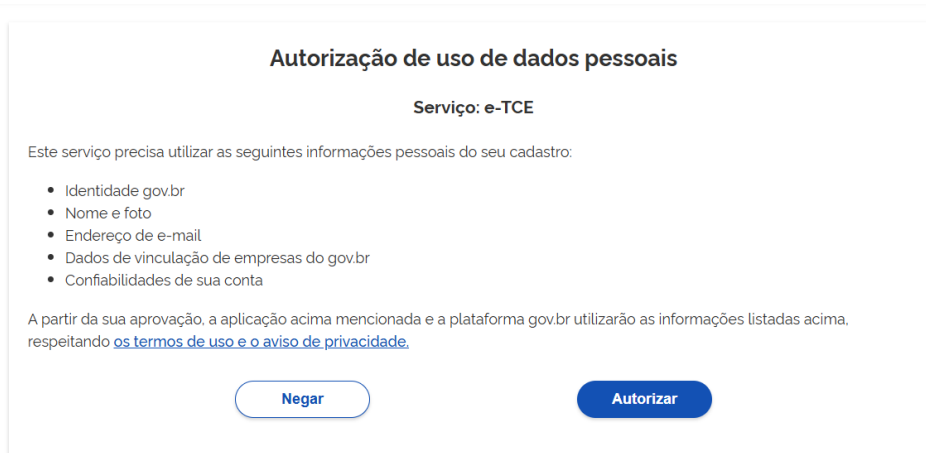 Autorização de uso de dados pessoais
Serviço: e-TCE
Este serviço precisa utilizar as seguintes informações pessoais do seu cadastro:
• Identidade gov.br
• Nome e foto
• Endereço de e-mail
• Dados de vinculação de empresas do gov.br
• Confiabilidades de sua conta
A partir da sua aprovação, a aplicação acima mencionada e a plataforma gov.br utilizarão as informações listadas acima,
respeitando os termos de uso e o aviso de privacidade.
Negar Autorizar